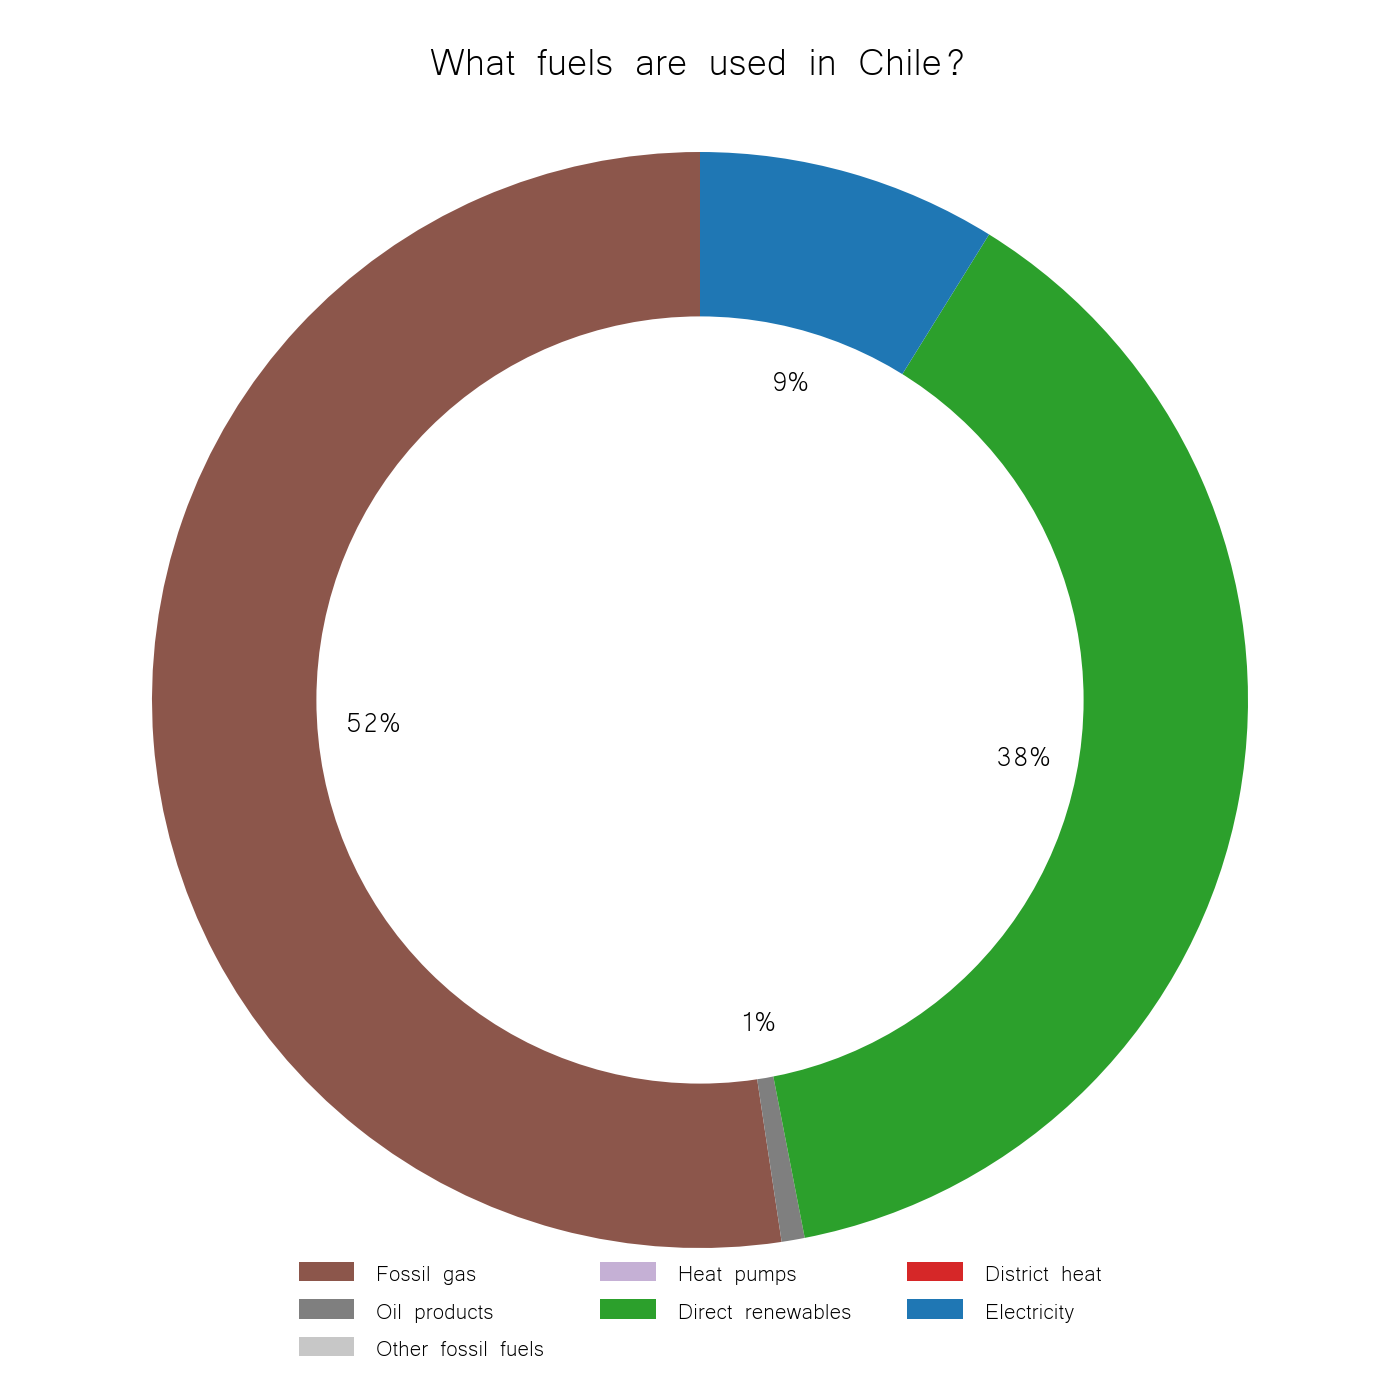 What fuels are used in Chile?
9%
52%
38%
1%
Fossil gas
Heat pumps
District heat
Oil products
Direct renewables
Electricity
Other fossil fuels